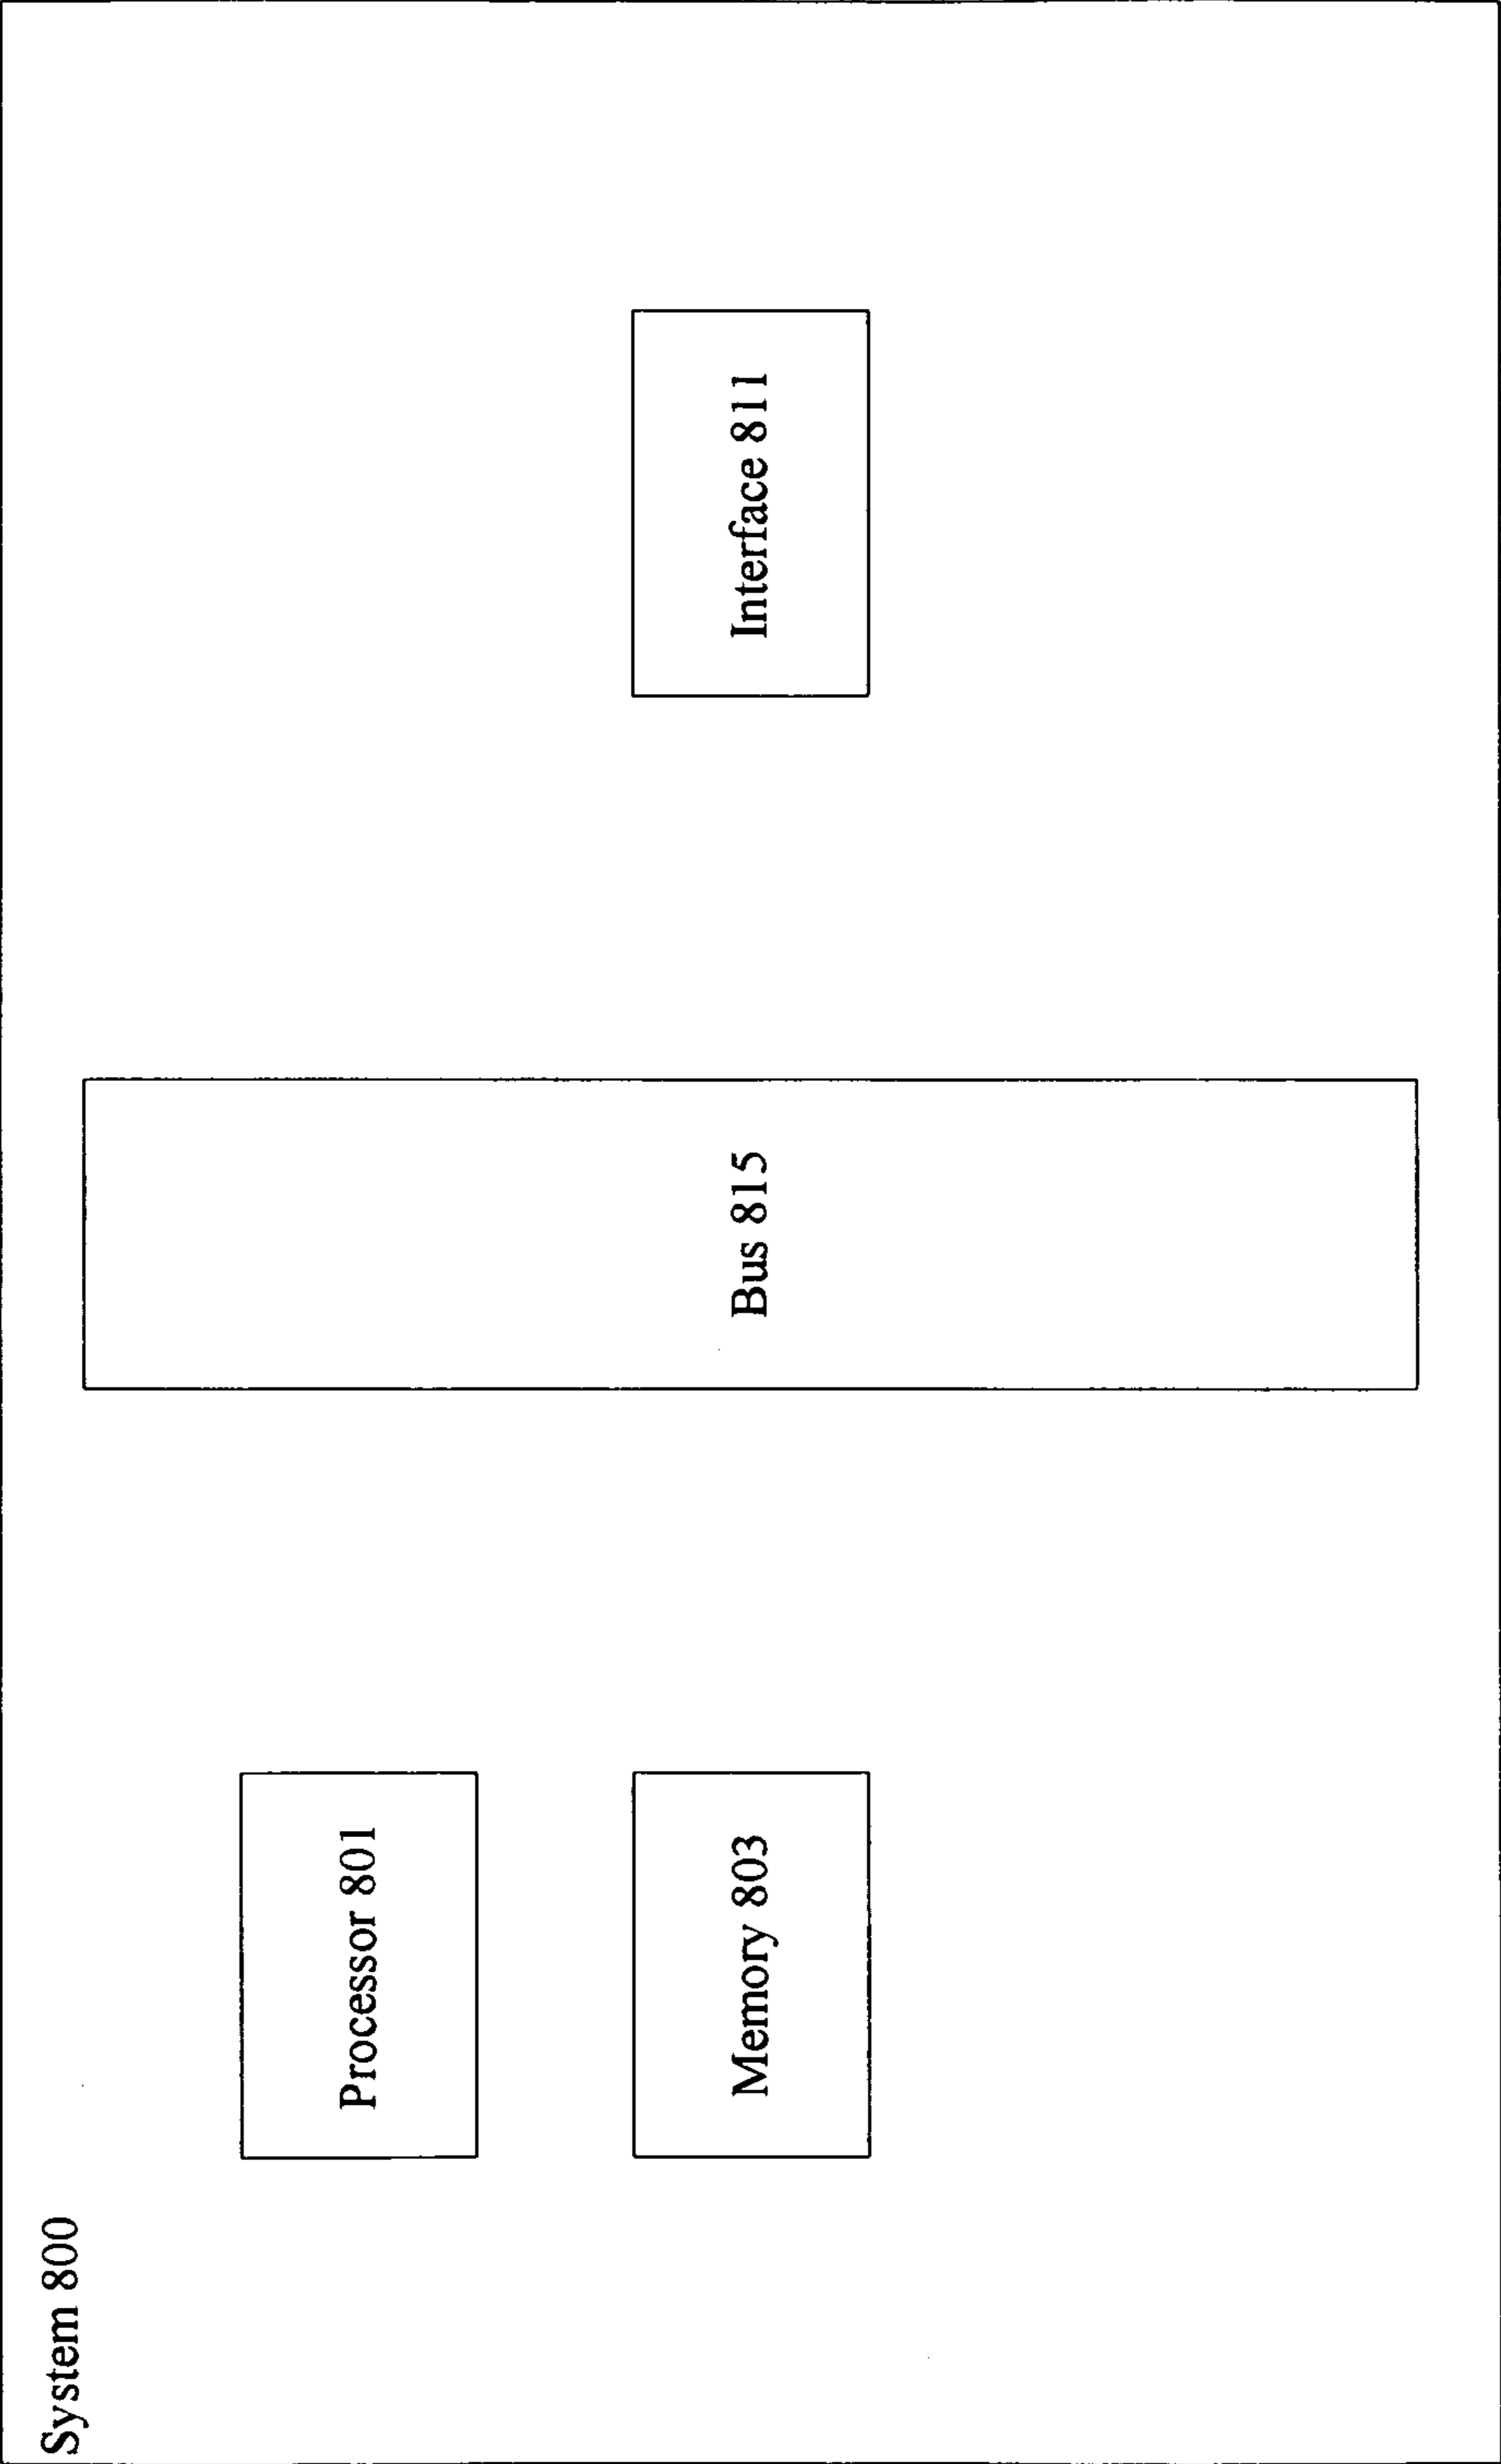 System 800
Processor 801
Memory 803
Bus 815
Interface 811